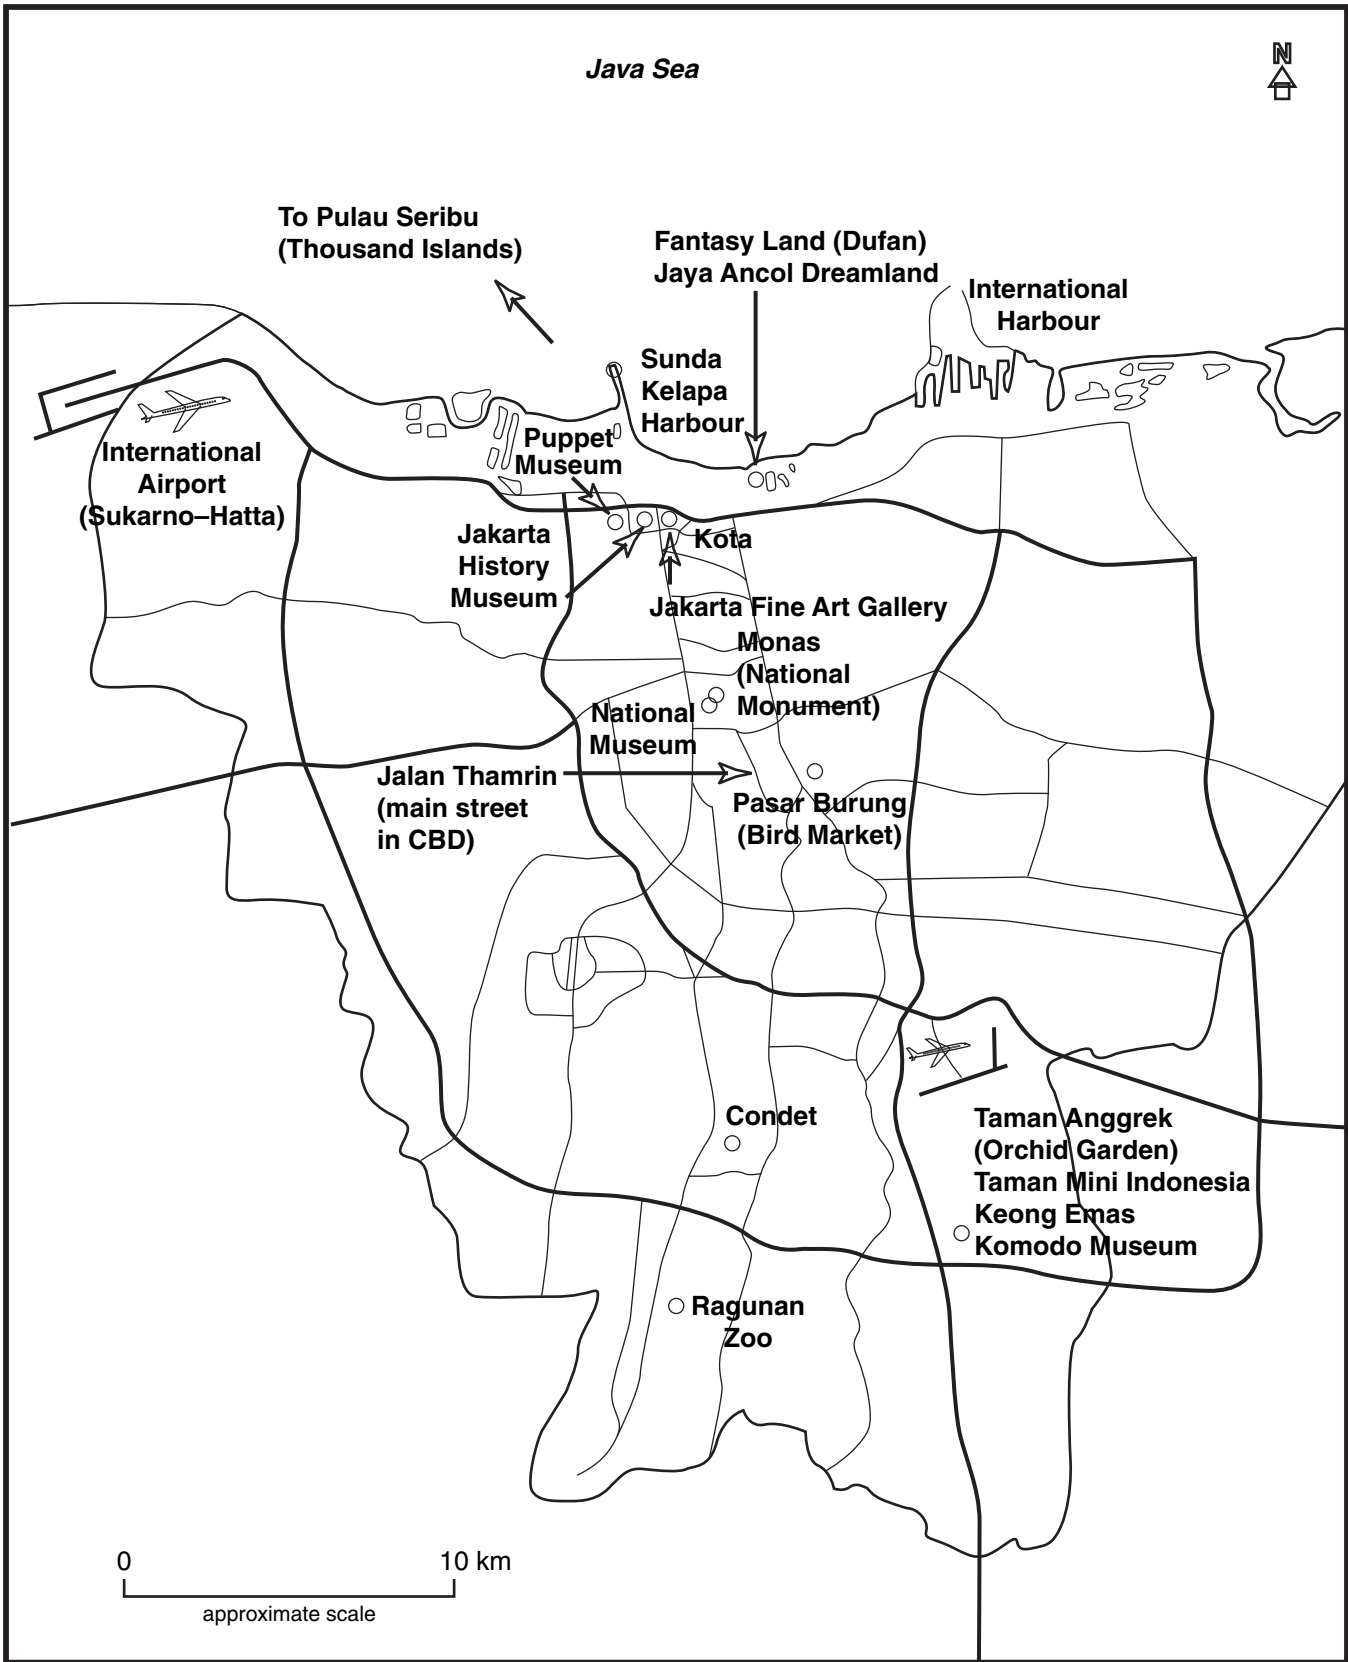 Java Sea
N
To Pulau Seribu
(Thousand Islands)
Fantasy Land (Dufan)
Jaya Ancol Dreamland
International
Harbour
Sunda
Kelapa
Harbour
Puppet
Museum
International
Airport
(Sukarno–Hatta)
Jakarta
History
Museum
Kota
Jakarta Fine Art Gallery
Monas
(National
Monument)
National
Museum
Jalan Thamrin
(main street
in CBD)
Pasar Burung
(Bird Market)
Condet
Taman Anggrek
(Orchid Garden)
Taman Mini Indonesia
Keong Emas
Komodo Museum
Ragunan
Zoo
0
10 km
approximate scale